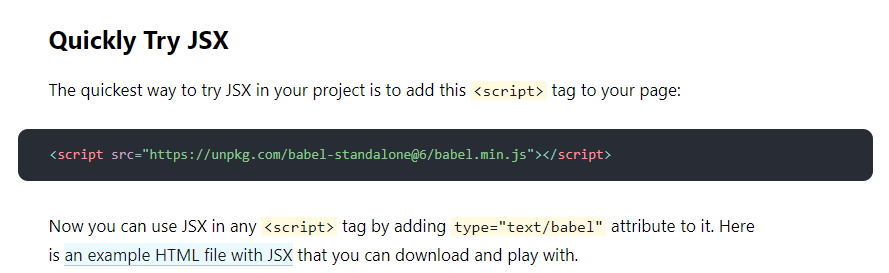 Quickly Try JSX
The quickest way to try JSX in your project is to add this <script> tag to your page:
<script src="https://unpkg.com/babel-standalone@6/babel.min.js"></script>
Now you can use JSX in any <script> tag by adding type="text/babel" attribute to it. Here
is an example HTML file with JSX that you can download and play with.